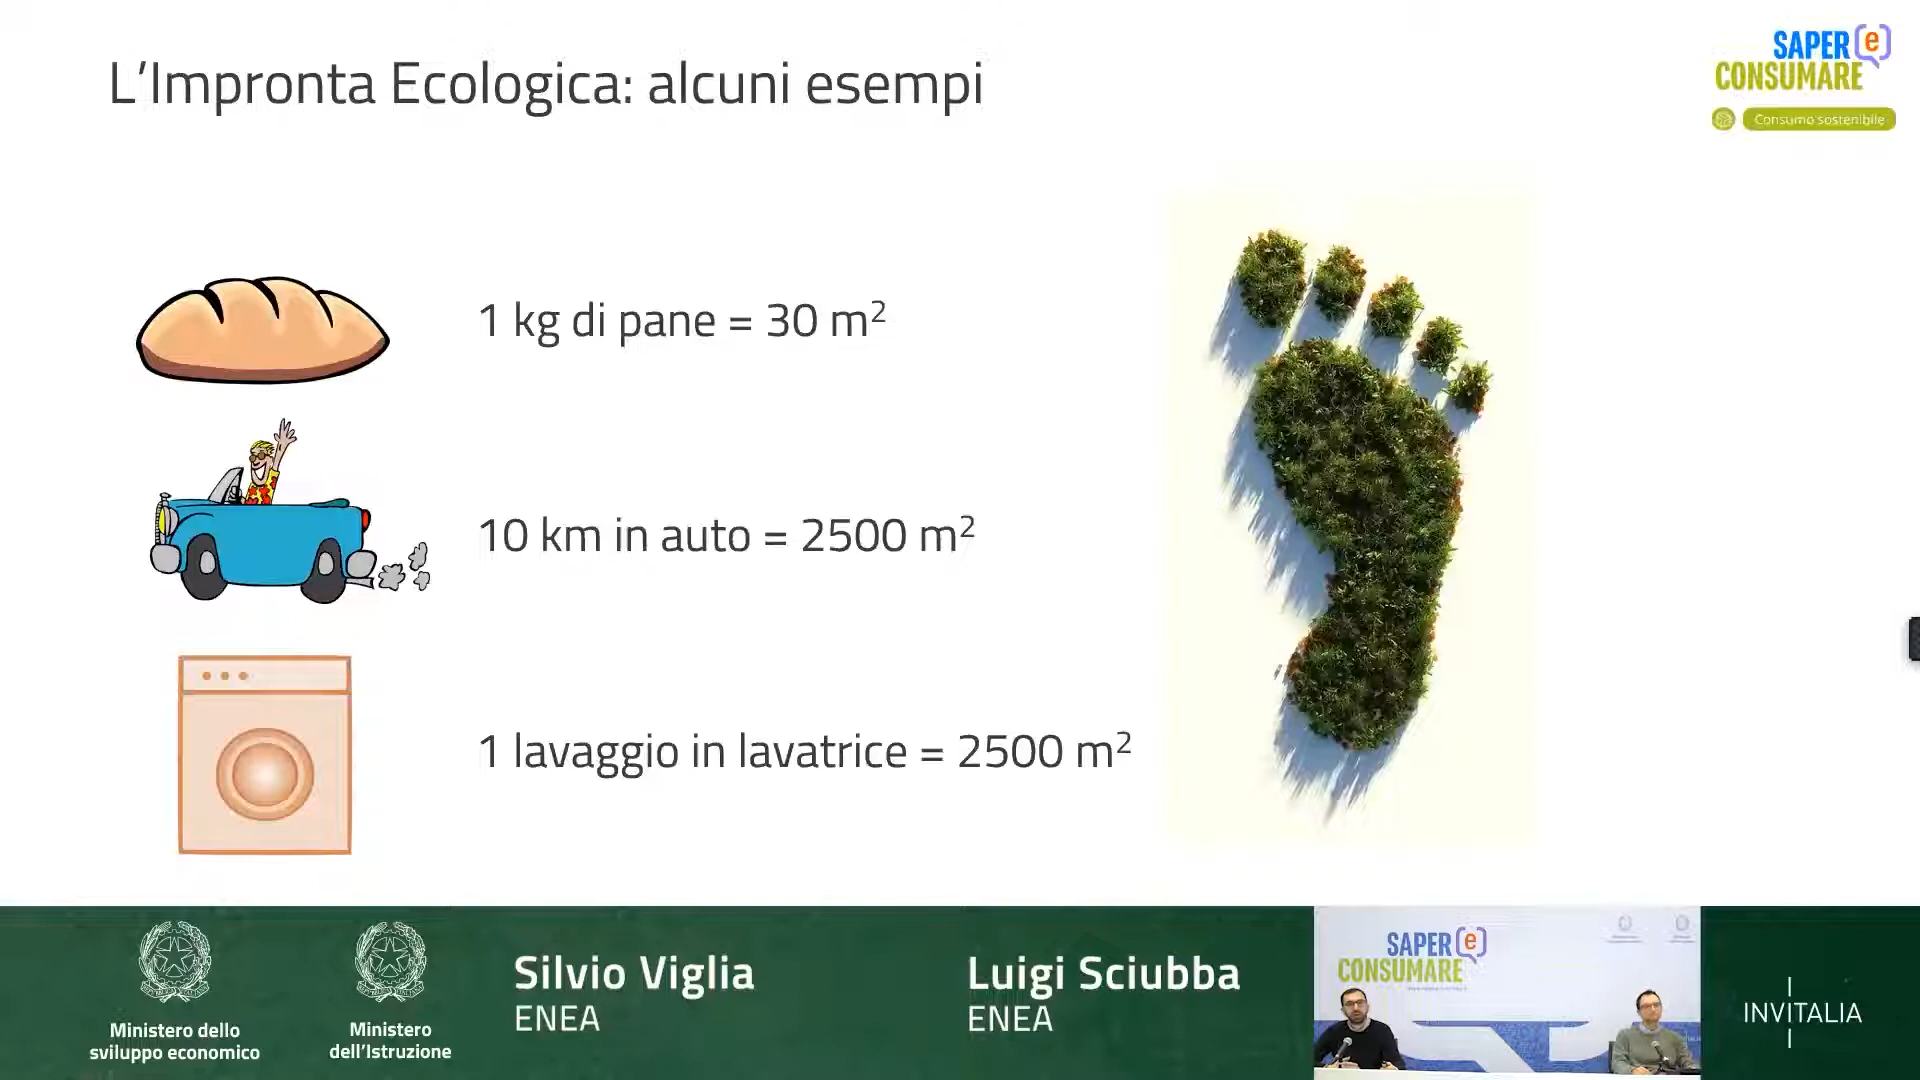 L'Impronta Ecologica: alcuni esempi
SAPER(e)
CONSUMARE
Consumo sostenibile
1 kg di pane = 30 m²
10 km in auto = 2500 m²
1 lavaggio in lavatrice = 2500 m²
Ministero dello
sviluppo economico
Ministero
dell'Istruzione
Silvio Viglia
ENEA
Luigi Sciubba
ENEA
SAPER(e)
CONSUMARE
INVITALIA